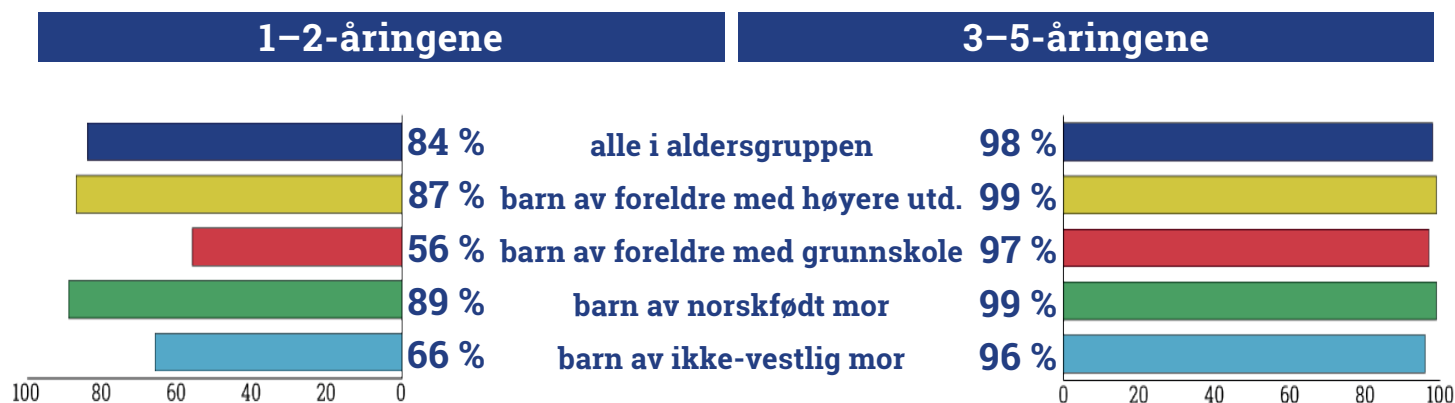 1–2-åringene
3–5-åringene
84 % alle i aldersgruppen 98 %
87 % barn av foreldre med høyere utd. 99 %
56 % barn av foreldre med grunnskole 97 %
89 % barn av norskfødt mor 99 %
66 % barn av ikke-vestlig mor 96 %
100 80 60 40 20 0
0 20 40 60 80 100